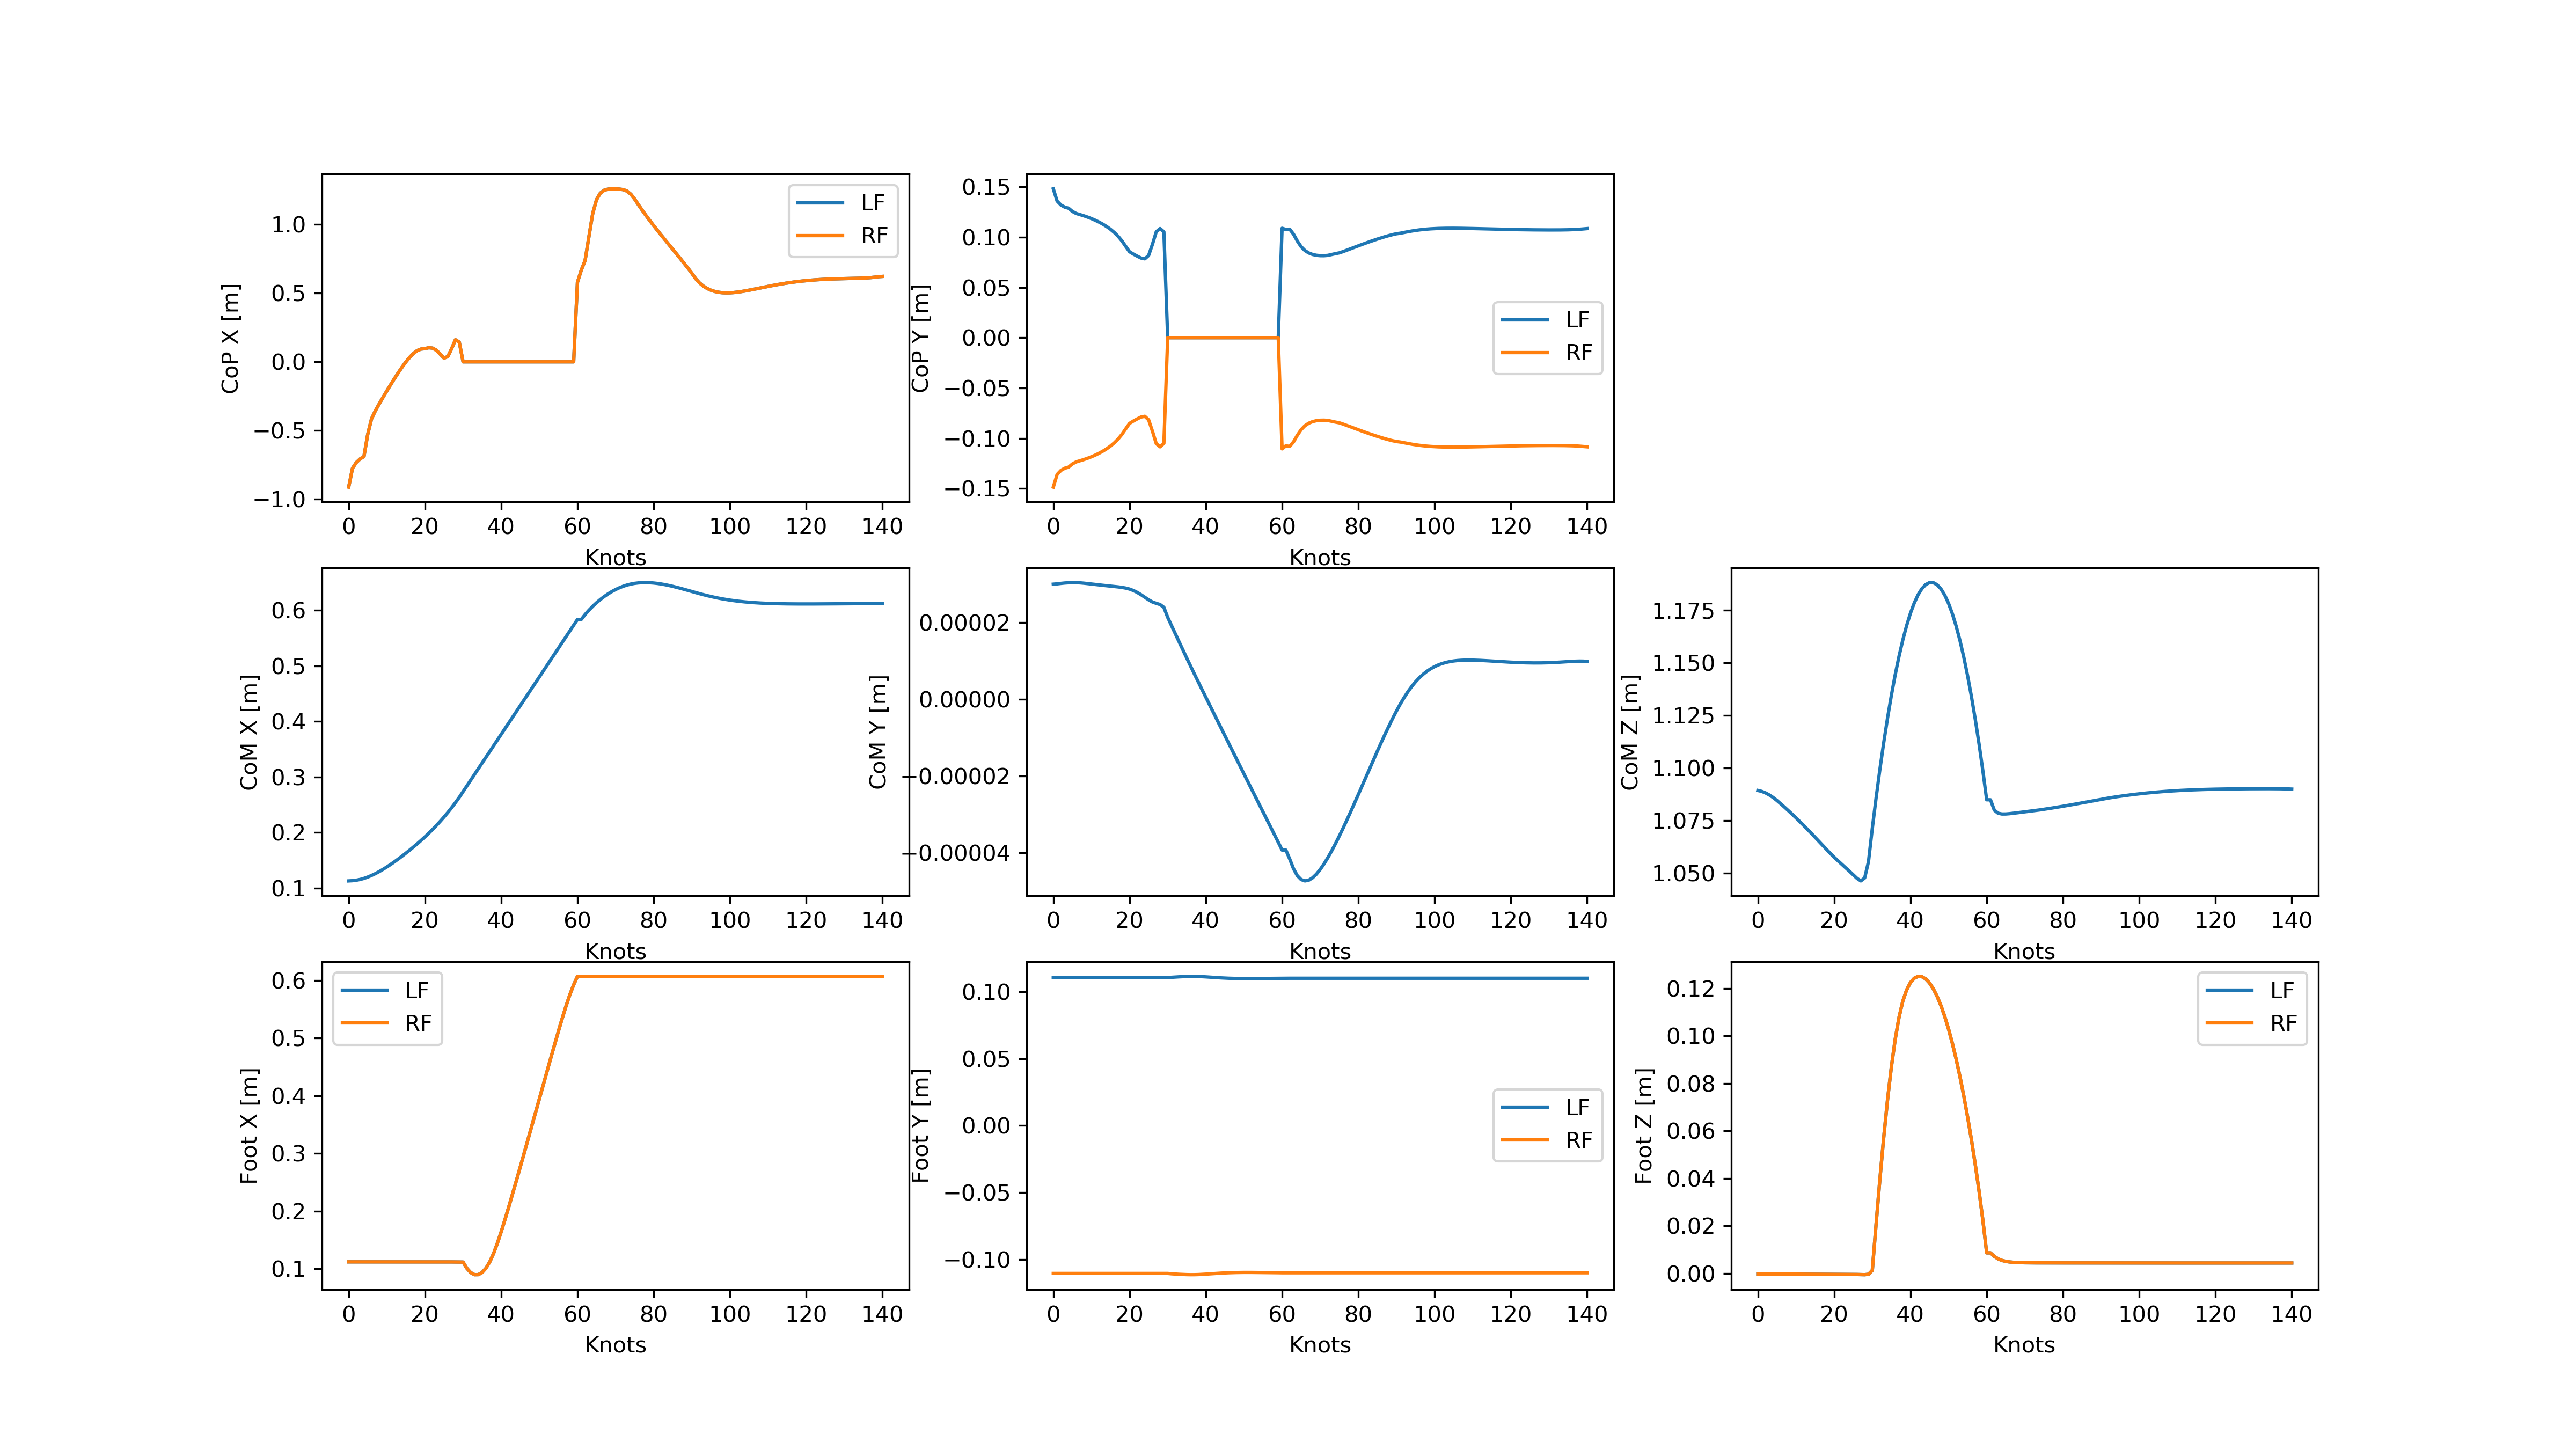 CoP X [m]
1.0
0.5
0.0
−0.5
−1.0
LF
RF
0 20 40 60 80 100 120 140
Knots
CoP Y [m]
0.15
0.10
0.05
0.00
−0.05
−0.10
−0.15
LF
RF
0 20 40 60 80 100 120 140
Knots
CoM X [m]
0.6
0.5
0.4
0.3
0.2
0.1
0 20 40 60 80 100 120 140
Knots
CoM Y [m]
0.00002
0.00000
−0.00002
−0.00004
0 20 40 60 80 100 120 140
Knots
CoM Z [m]
1.175
1.150
1.125
1.100
1.075
1.050
0 20 40 60 80 100 120 140
Knots
Foot X [m]
0.6
0.5
0.4
0.3
0.2
0.1
LF
RF
0 20 40 60 80 100 120 140
Knots
Foot Y [m]
0.10
0.05
0.00
−0.05
−0.10
LF
RF
0 20 40 60 80 100 120 140
Knots
Foot Z [m]
0.12
0.10
0.08
0.06
0.04
0.02
0.00
LF
RF
0 20 40 60 80 100 120 140
Knots